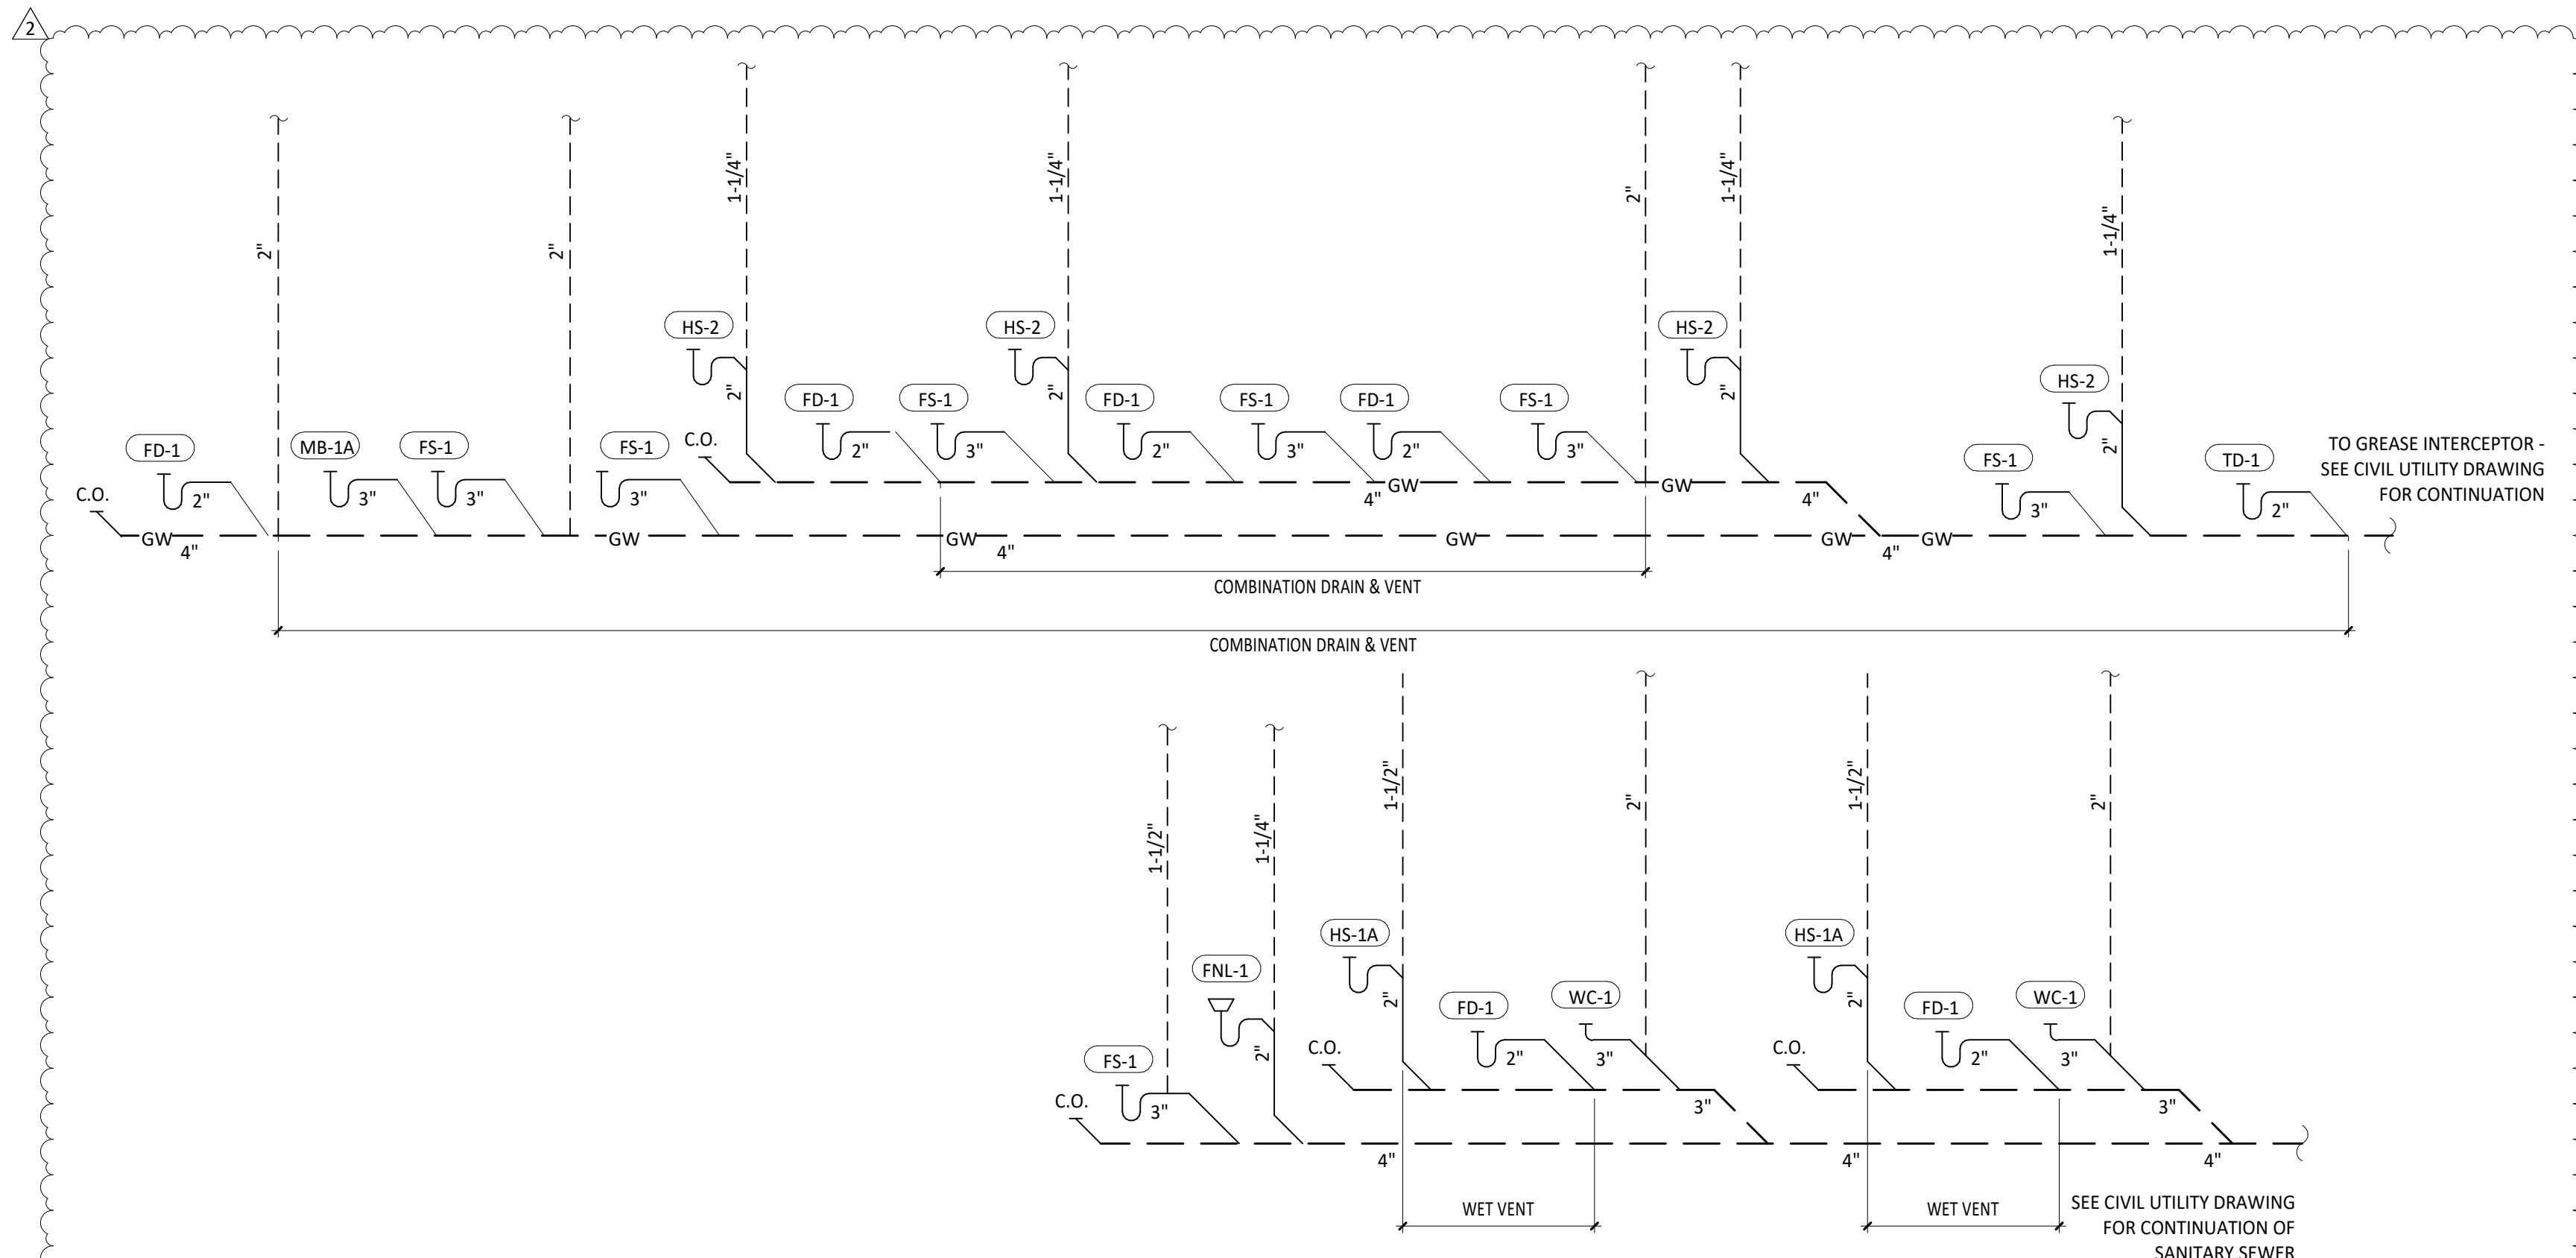 2
1-1/4"
1-1/4"
2"
1-1/4"
1-1/4"
2"
2"
HS-2
HS-2
HS-2
HS-2
2"
2"
2"
2"
FD-1
FS-1
FD-1
FS-1
FD-1
FS-1
2"
3"
2"
3"
2"
3"
FD-1
MB-1A
FS-1
FS-1
C.O.
FS-1
TD-1
TO GREASE INTERCEPTOR -
SEE CIVIL UTILITY DRAWING
FOR CONTINUATION
C.O.
2"
3"
3"
3"
3"
2"
4"
GW
GW
4"
GW
4"
GW
GW
4"
GW
GW
4"
GW
COMBINATION DRAIN & VENT
COMBINATION DRAIN & VENT
1-1/2"
1-1/4"
1-1/2"
2"
1-1/2"
2"
HS-1A
HS-1A
FNL-1
FD-1
WC-1
FD-1
WC-1
2"
2"
2"
FS-1
C.O.
2"
3"
C.O.
2"
3"
C.O.
3"
3"
3"
4"
4"
4"
WET VENT
WET VENT
SEE CIVIL UTILITY DRAWING
FOR CONTINUATION OF
SANITARY SEWER